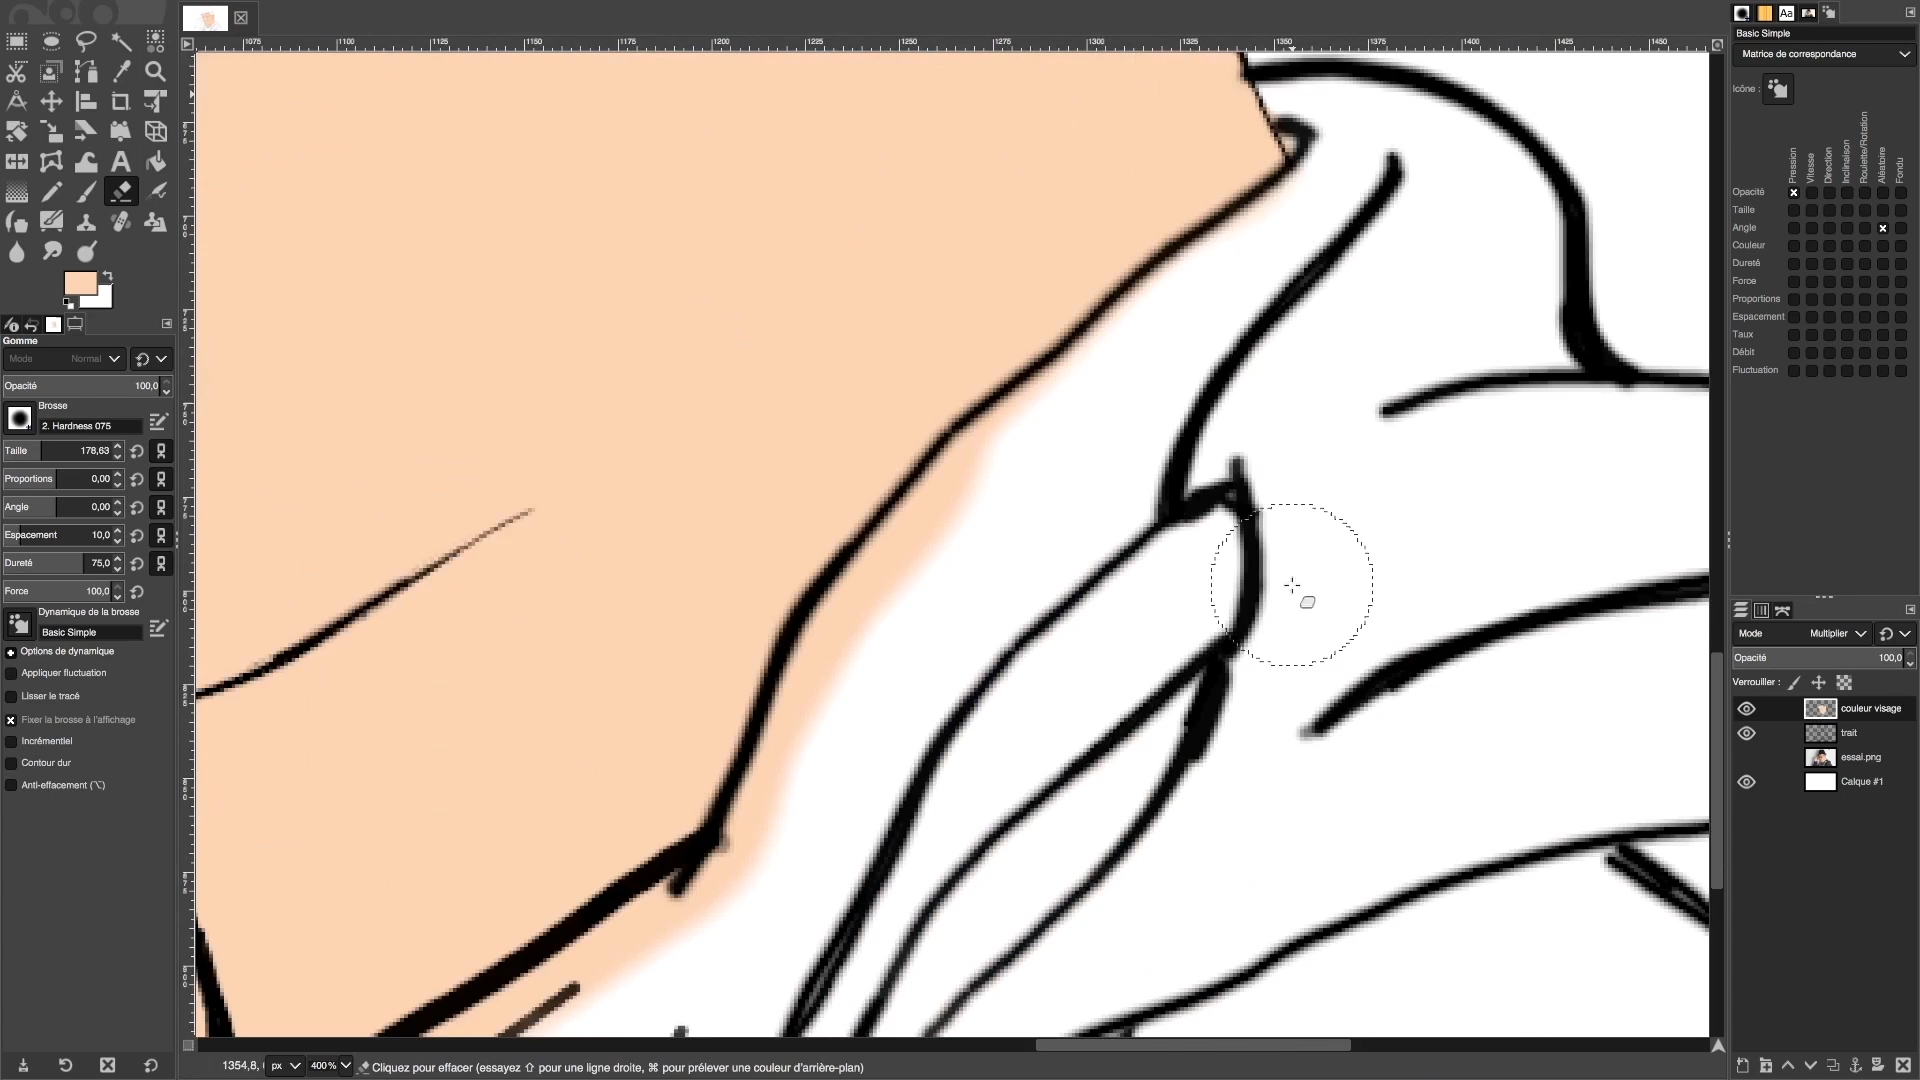 1075
1100
1125
1150
1175
1200
1225
1250
1275
1300
1325
1350
1375
1400
1425
1450
Gomme
Mode Normal
Opacité 100,0
Brosse
2. Hardness 075
Taille 178,63
Proportions 0,00
Angle 0,00
Espacement 10,0
Dureté 75,0
Force 100,0
Dynamique de la brosse
Basic Simple
Options de dynamique
Appliquer fluctuation
Lisser le tracé
Fixer la brosse à l'affichage
Incrémentiel
Contour dur
Anti-effacement (⌥)
1354,8,
px
400 %
Cliquez pour effacer (essayez ⇧ pour une ligne droite, ⌘ pour prélever une couleur d'arrière-plan)
Aa
Basic Simple
Matrice de correspondance
Icône :
Pression
Vitesse
Direction
Inclinaison
Roulette/Rotation
Aléatoire
Fondu
Opacité
Taille
Angle
Couleur
Dureté
Force
Proportions
Espacement
Taux
Débit
Fluctuation
Mode Multiplier
Opacité 100,0
Verrouiller :
couleur visage
trait
essai.png
Calque #1